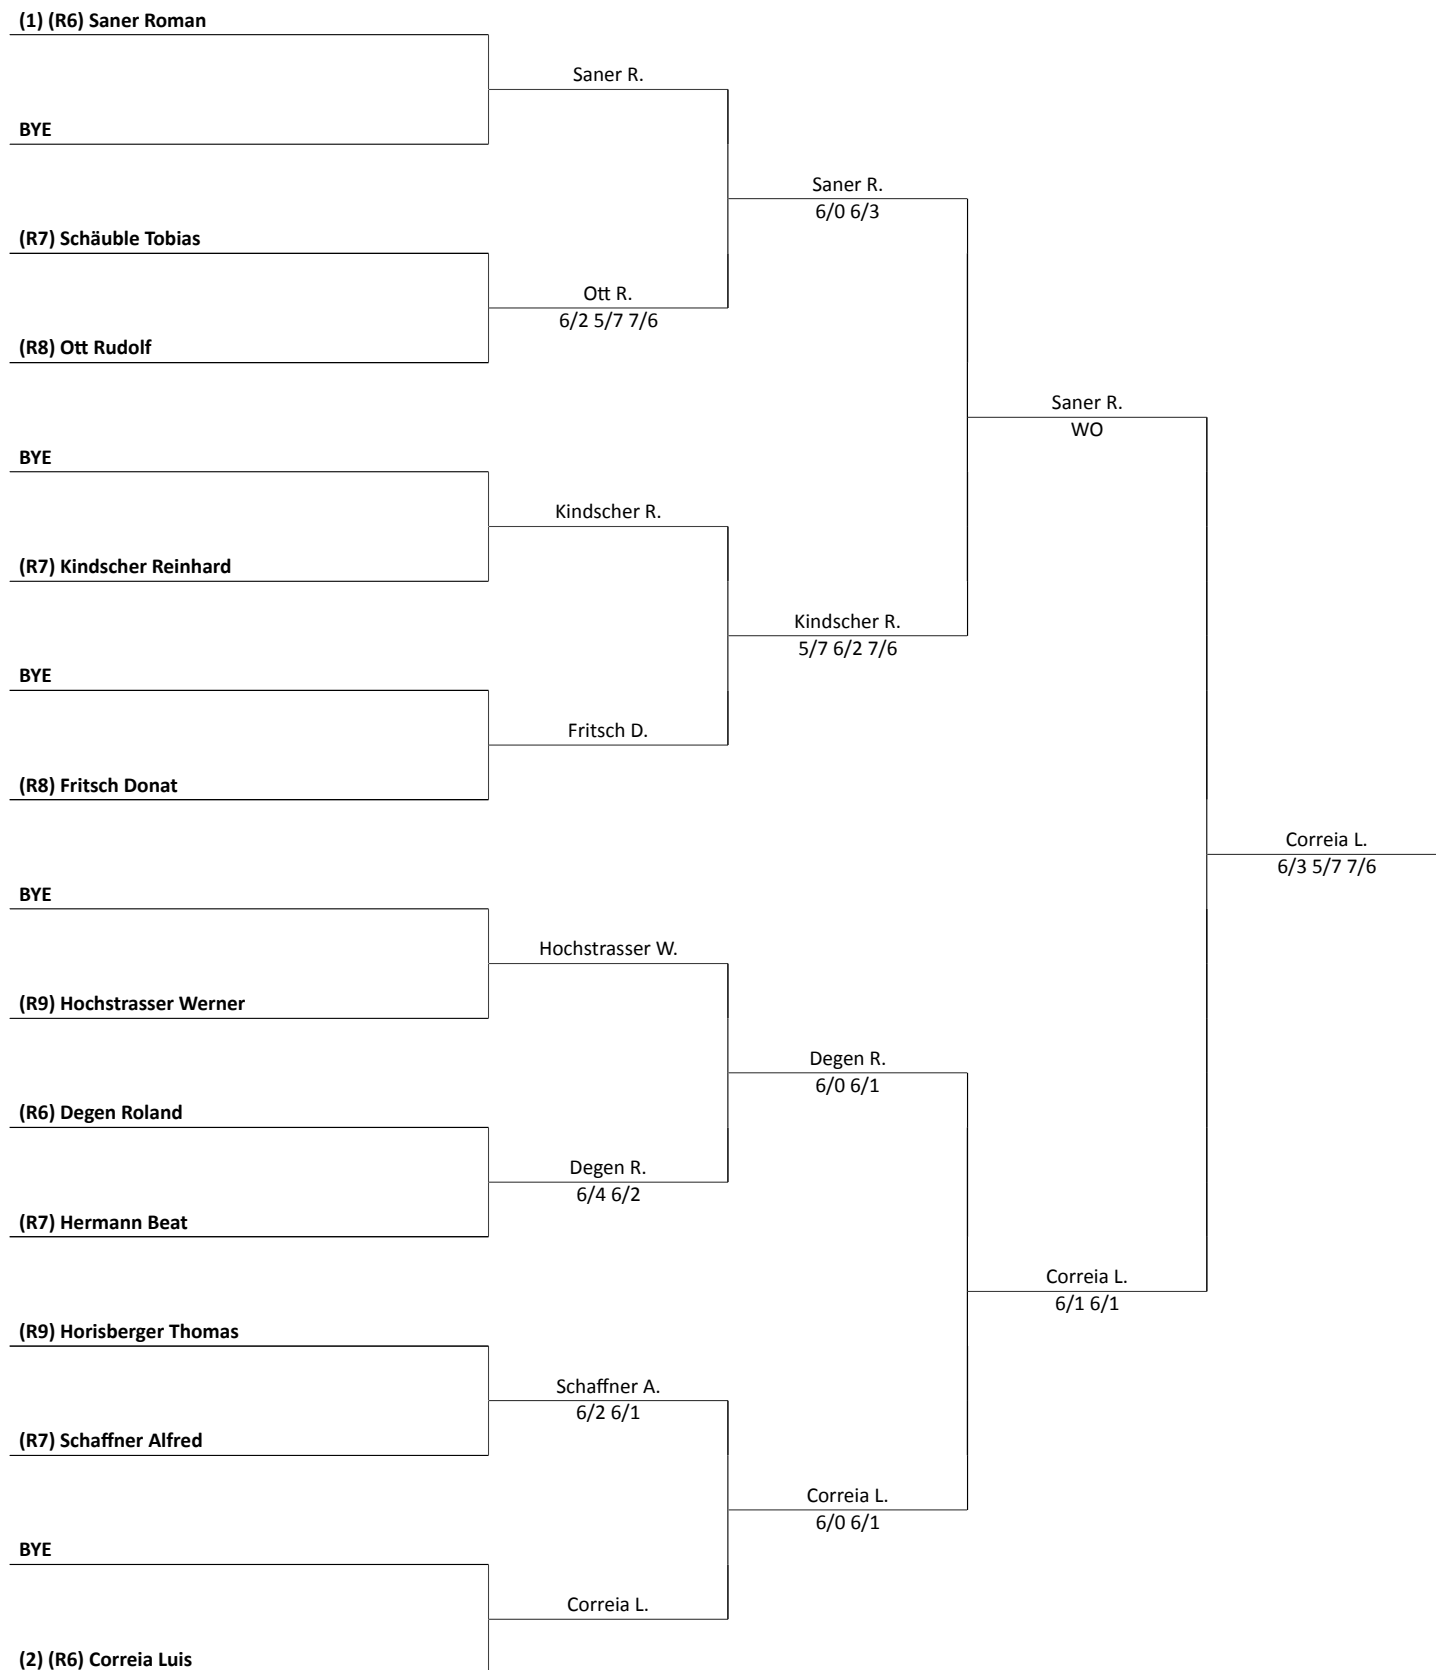 (1) (R6) Saner Roman
Saner R.
BYE
Saner R.
6/0 6/3
(R7) Schäuble Tobias
Ott R.
6/2 5/7 7/6
(R8) Ott Rudolf
Saner R.
WO
BYE
Kindscher R.
(R7) Kindscher Reinhard
Kindscher R.
5/7 6/2 7/6
BYE
Fritsch D.
(R8) Fritsch Donat
Correia L.
6/3 5/7 7/6
BYE
Hochstrasser W.
(R9) Hochstrasser Werner
Degen R.
6/0 6/1
(R6) Degen Roland
Degen R.
6/4 6/2
(R7) Hermann Beat
Correia L.
6/1 6/1
(R9) Horisberger Thomas
Schaffner A.
6/2 6/1
(R7) Schaffner Alfred
Correia L.
6/0 6/1
BYE
Correia L.
(2) (R6) Correia Luis